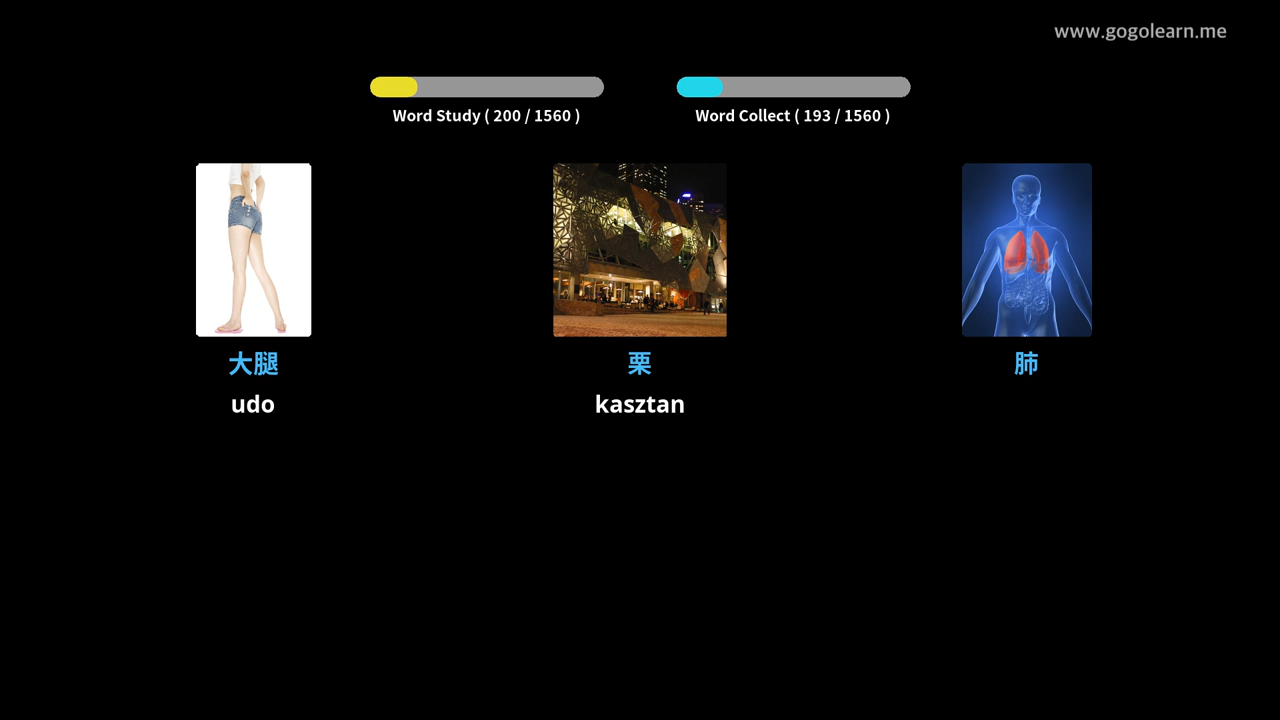 www.gogolearn.me
Word Study ( 200 / 1560 )
Word Collect ( 193 / 1560 )
大腿
栗
肺
udo
kasztan